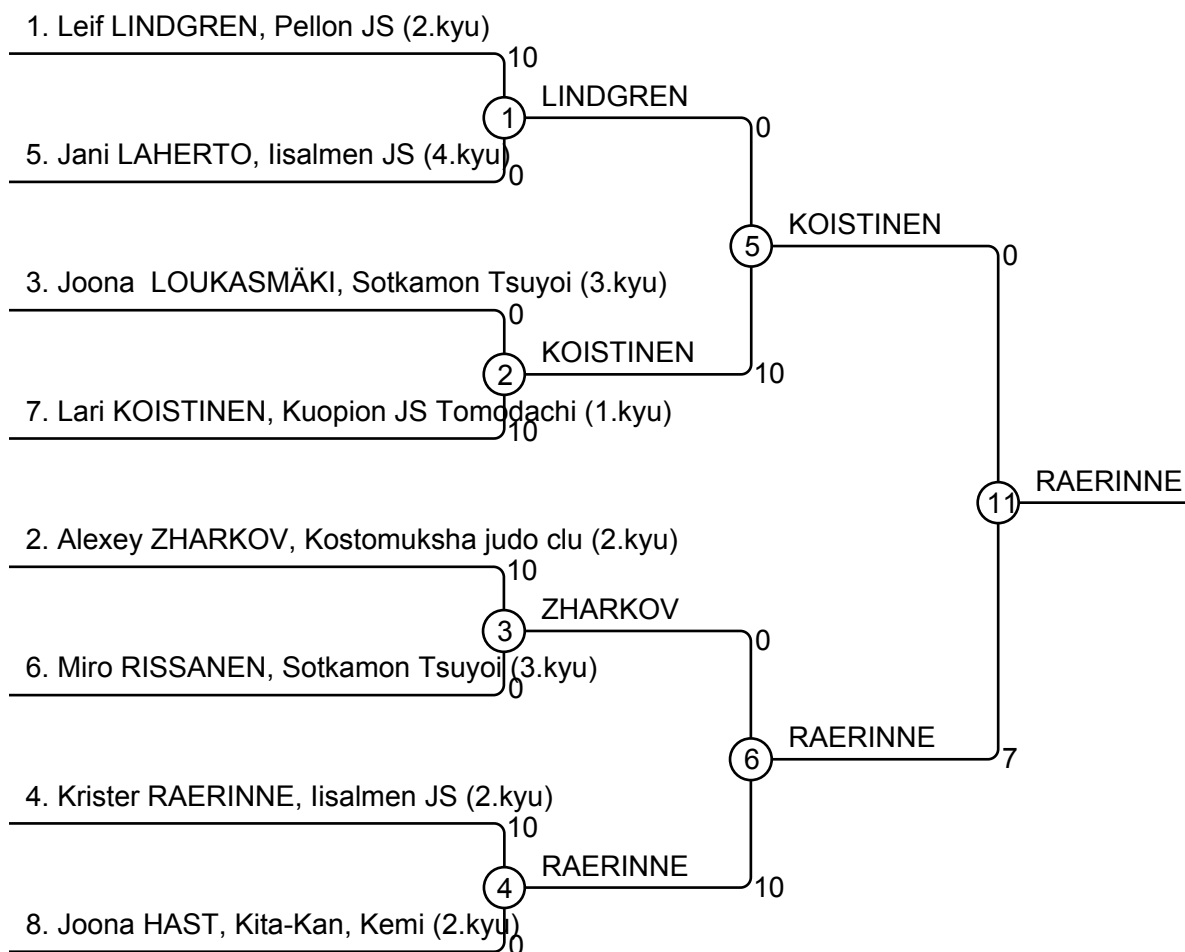 1. Leif LINDGREN, Pellon JS (2.kyu)
10
1 LINDGREN
0
5. Jani LAHERTO, Iisalmen JS (4.kyu)
0
5 KOISTINEN
0
3. Joona  LOUKASMÄKI, Sotkamon Tsuyoi (3.kyu)
0
2 KOISTINEN
10
7. Lari KOISTINEN, Kuopion JS Tomodachi (1.kyu)
10
11 RAERINNE
2. Alexey ZHARKOV, Kostomuksha judo clu (2.kyu)
10
3 ZHARKOV
0
6. Miro RISSANEN, Sotkamon Tsuyoi (3.kyu)
0
6 RAERINNE
7
4. Krister RAERINNE, Iisalmen JS (2.kyu)
10
4 RAERINNE
10
8. Joona HAST, Kita-Kan, Kemi (2.kyu)
0